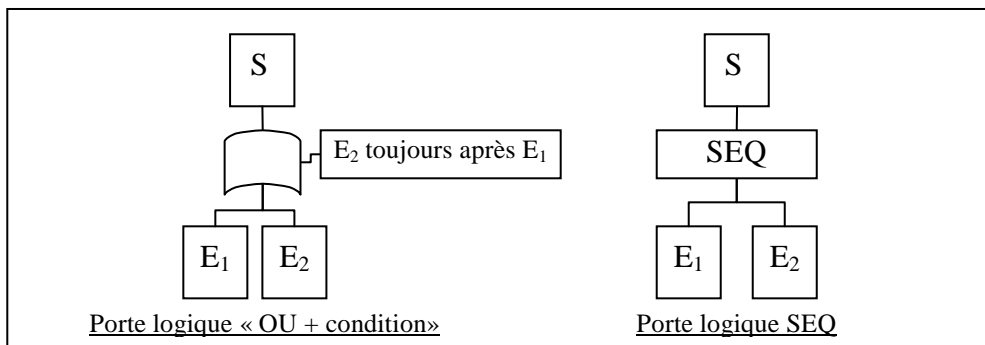 S
E₂ toujours après E₁
E₁ E₂
Porte logique « OU + condition»
S
SEQ
E₁ E₂
Porte logique SEQ